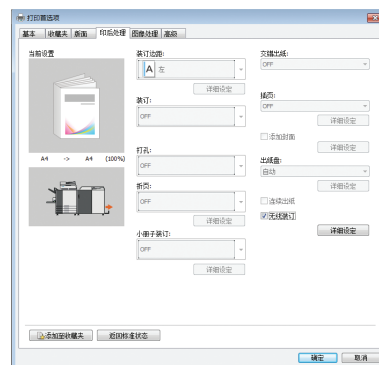 打印首选项
基本 收藏夹 版面 印后处理 图像处理 高级
当前设置
A4 -> A4 (100%)
装订边距:
A 左
详细设定
装订:
OFF
打孔:
OFF
折页:
OFF
详细设定
小册子装订:
OFF
详细设定
交错出纸:
OFF
插页:
OFF
详细设定
添加封面
详细设定
出纸盘:
自动
详细设定
连续出纸
无线装订
详细设定
添加至收藏夹 返回标准状态
确定 取消